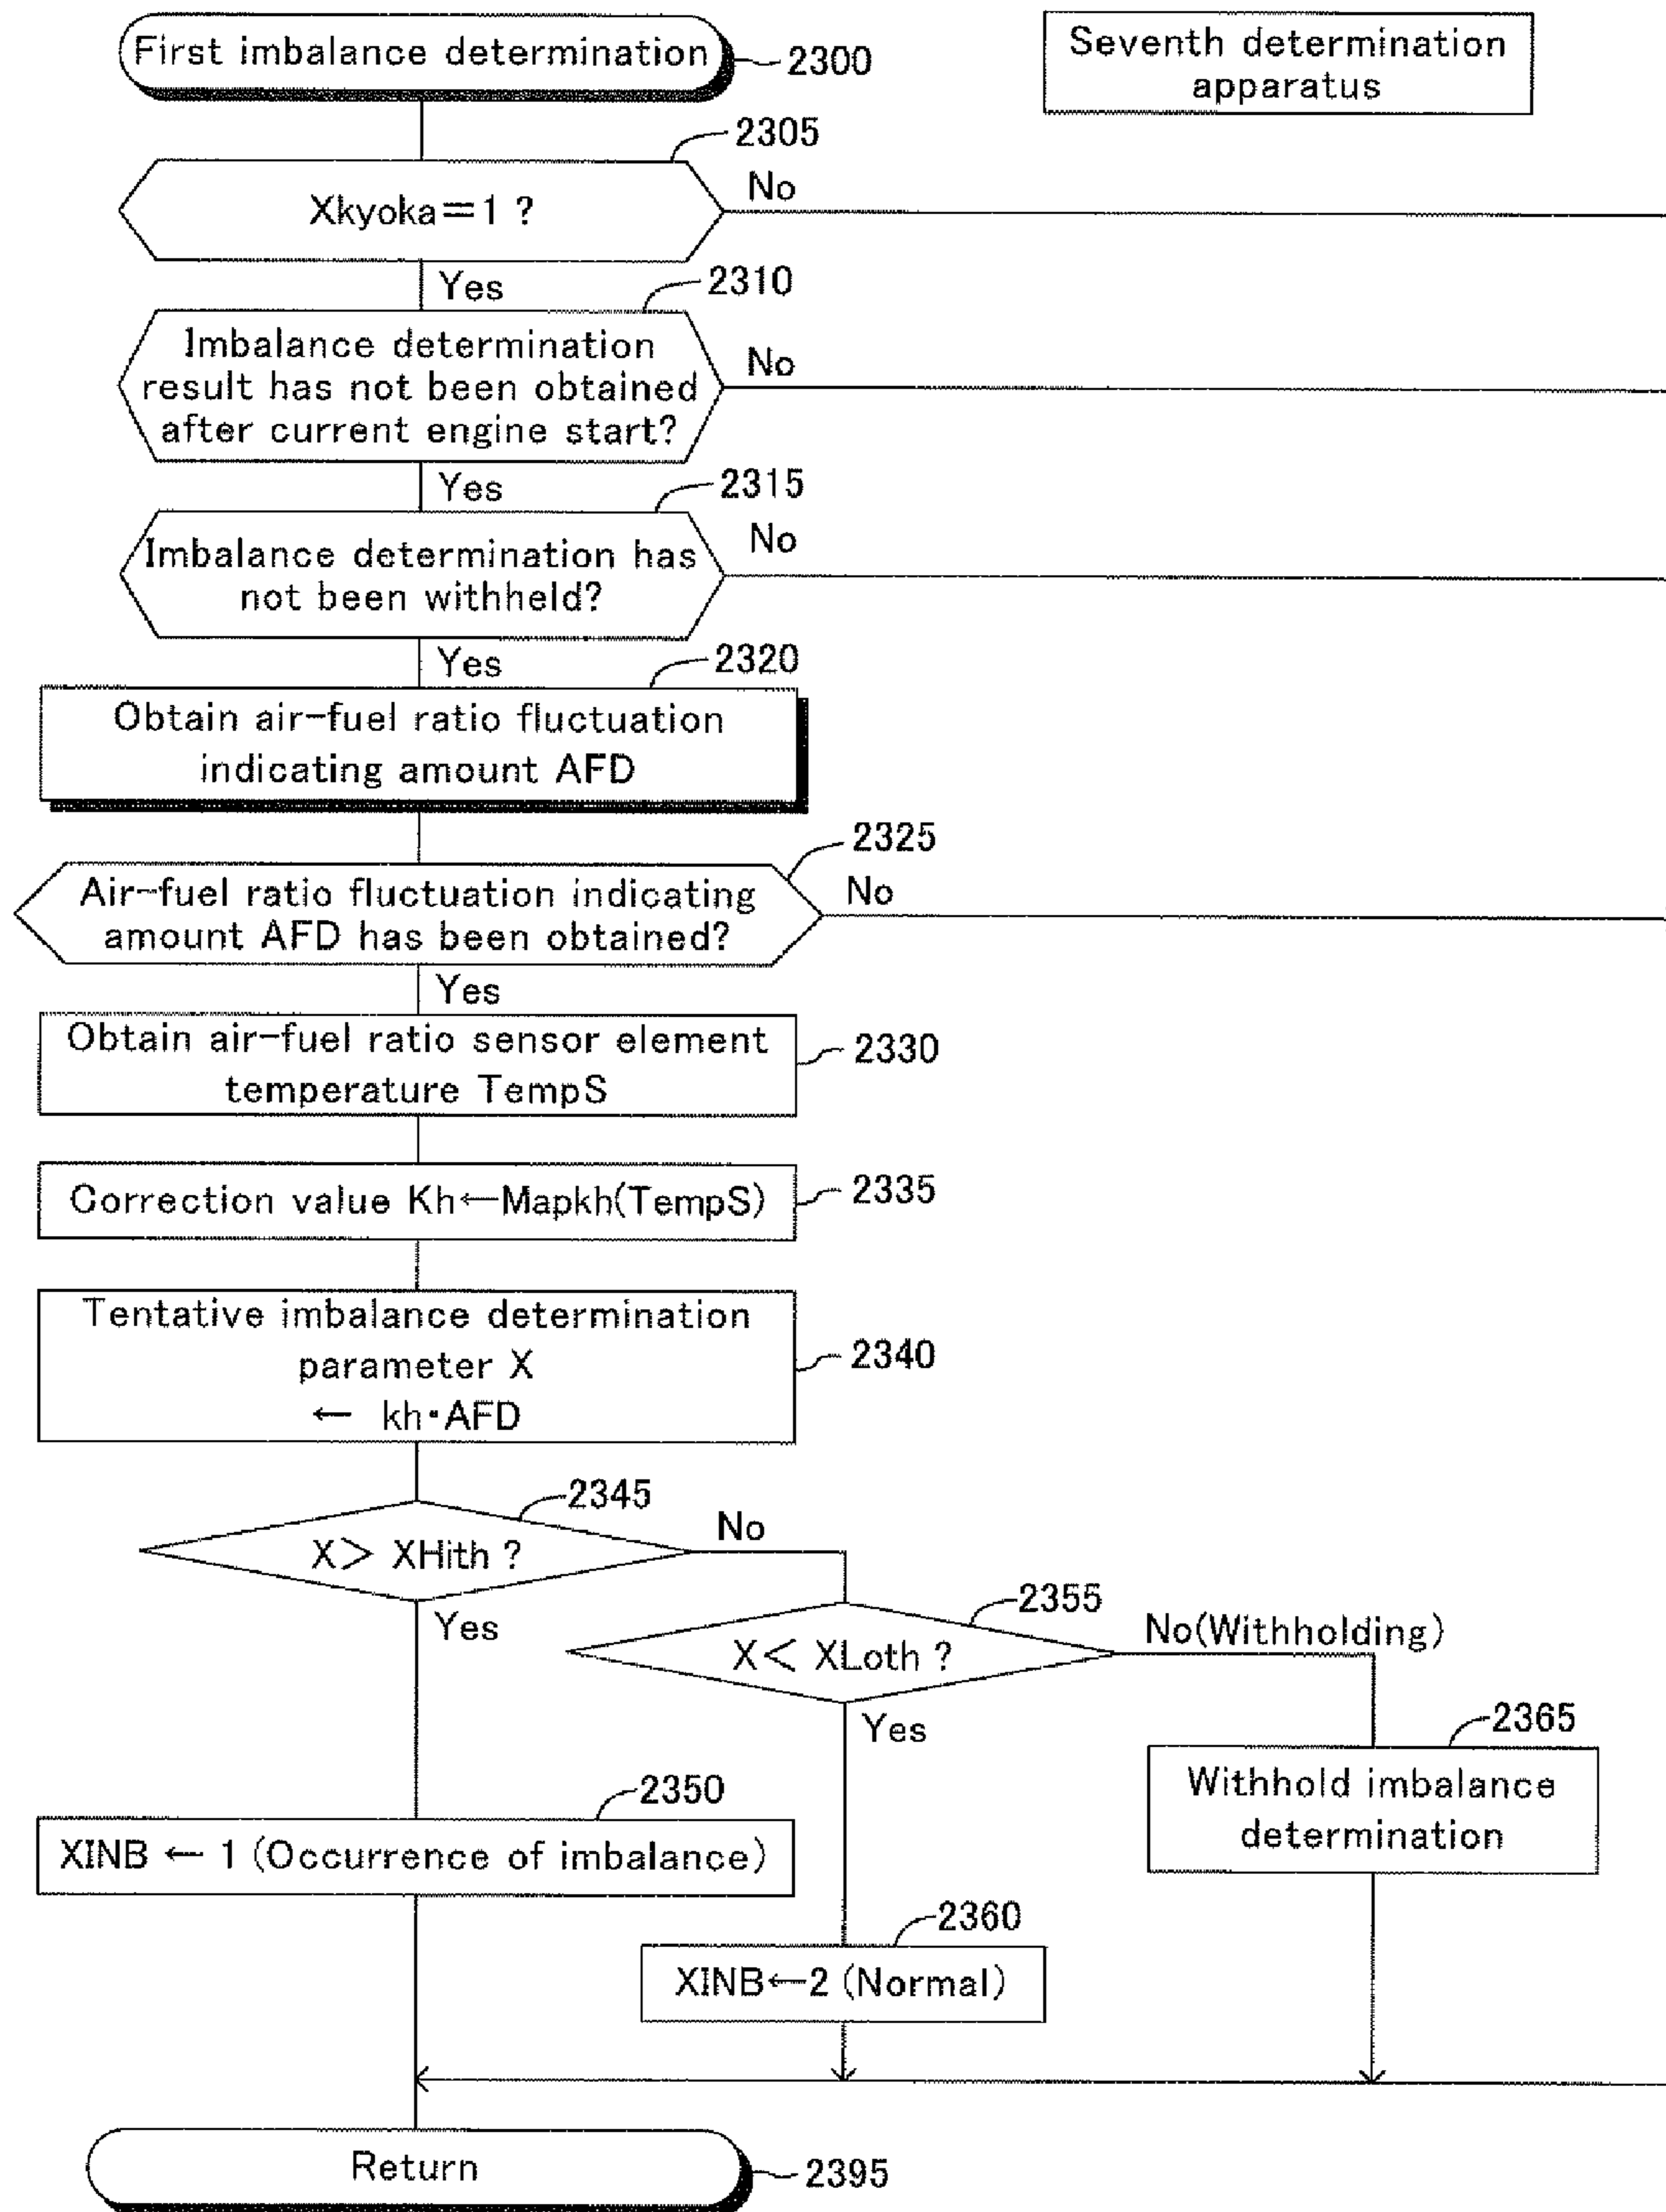 First imbalance determination
2300
Seventh determination
apparatus
2305
Xkyoka=1 ?
No
Yes
2310
Imbalance determination
result has not been obtained
after current engine start?
No
Yes
2315
Imbalance determination has
not been withheld?
No
Yes
2320
Obtain air-fuel ratio fluctuation
indicating amount AFD
2325
Air-fuel ratio fluctuation indicating
amount AFD has been obtained?
No
Yes
Obtain air-fuel ratio sensor element
temperature TempS
2330
Correction value Kh←Mapkh(TempS)
2335
Tentative imbalance determination
parameter X
← kh·AFD
2340
2345
X> XHith ?
No
Yes
2355
X< XLoth ?
No(Withholding)
Yes
2365
Withhold imbalance
determination
2350
XINB ← 1 (Occurrence of imbalance)
2360
XINB←2 (Normal)
Return
2395